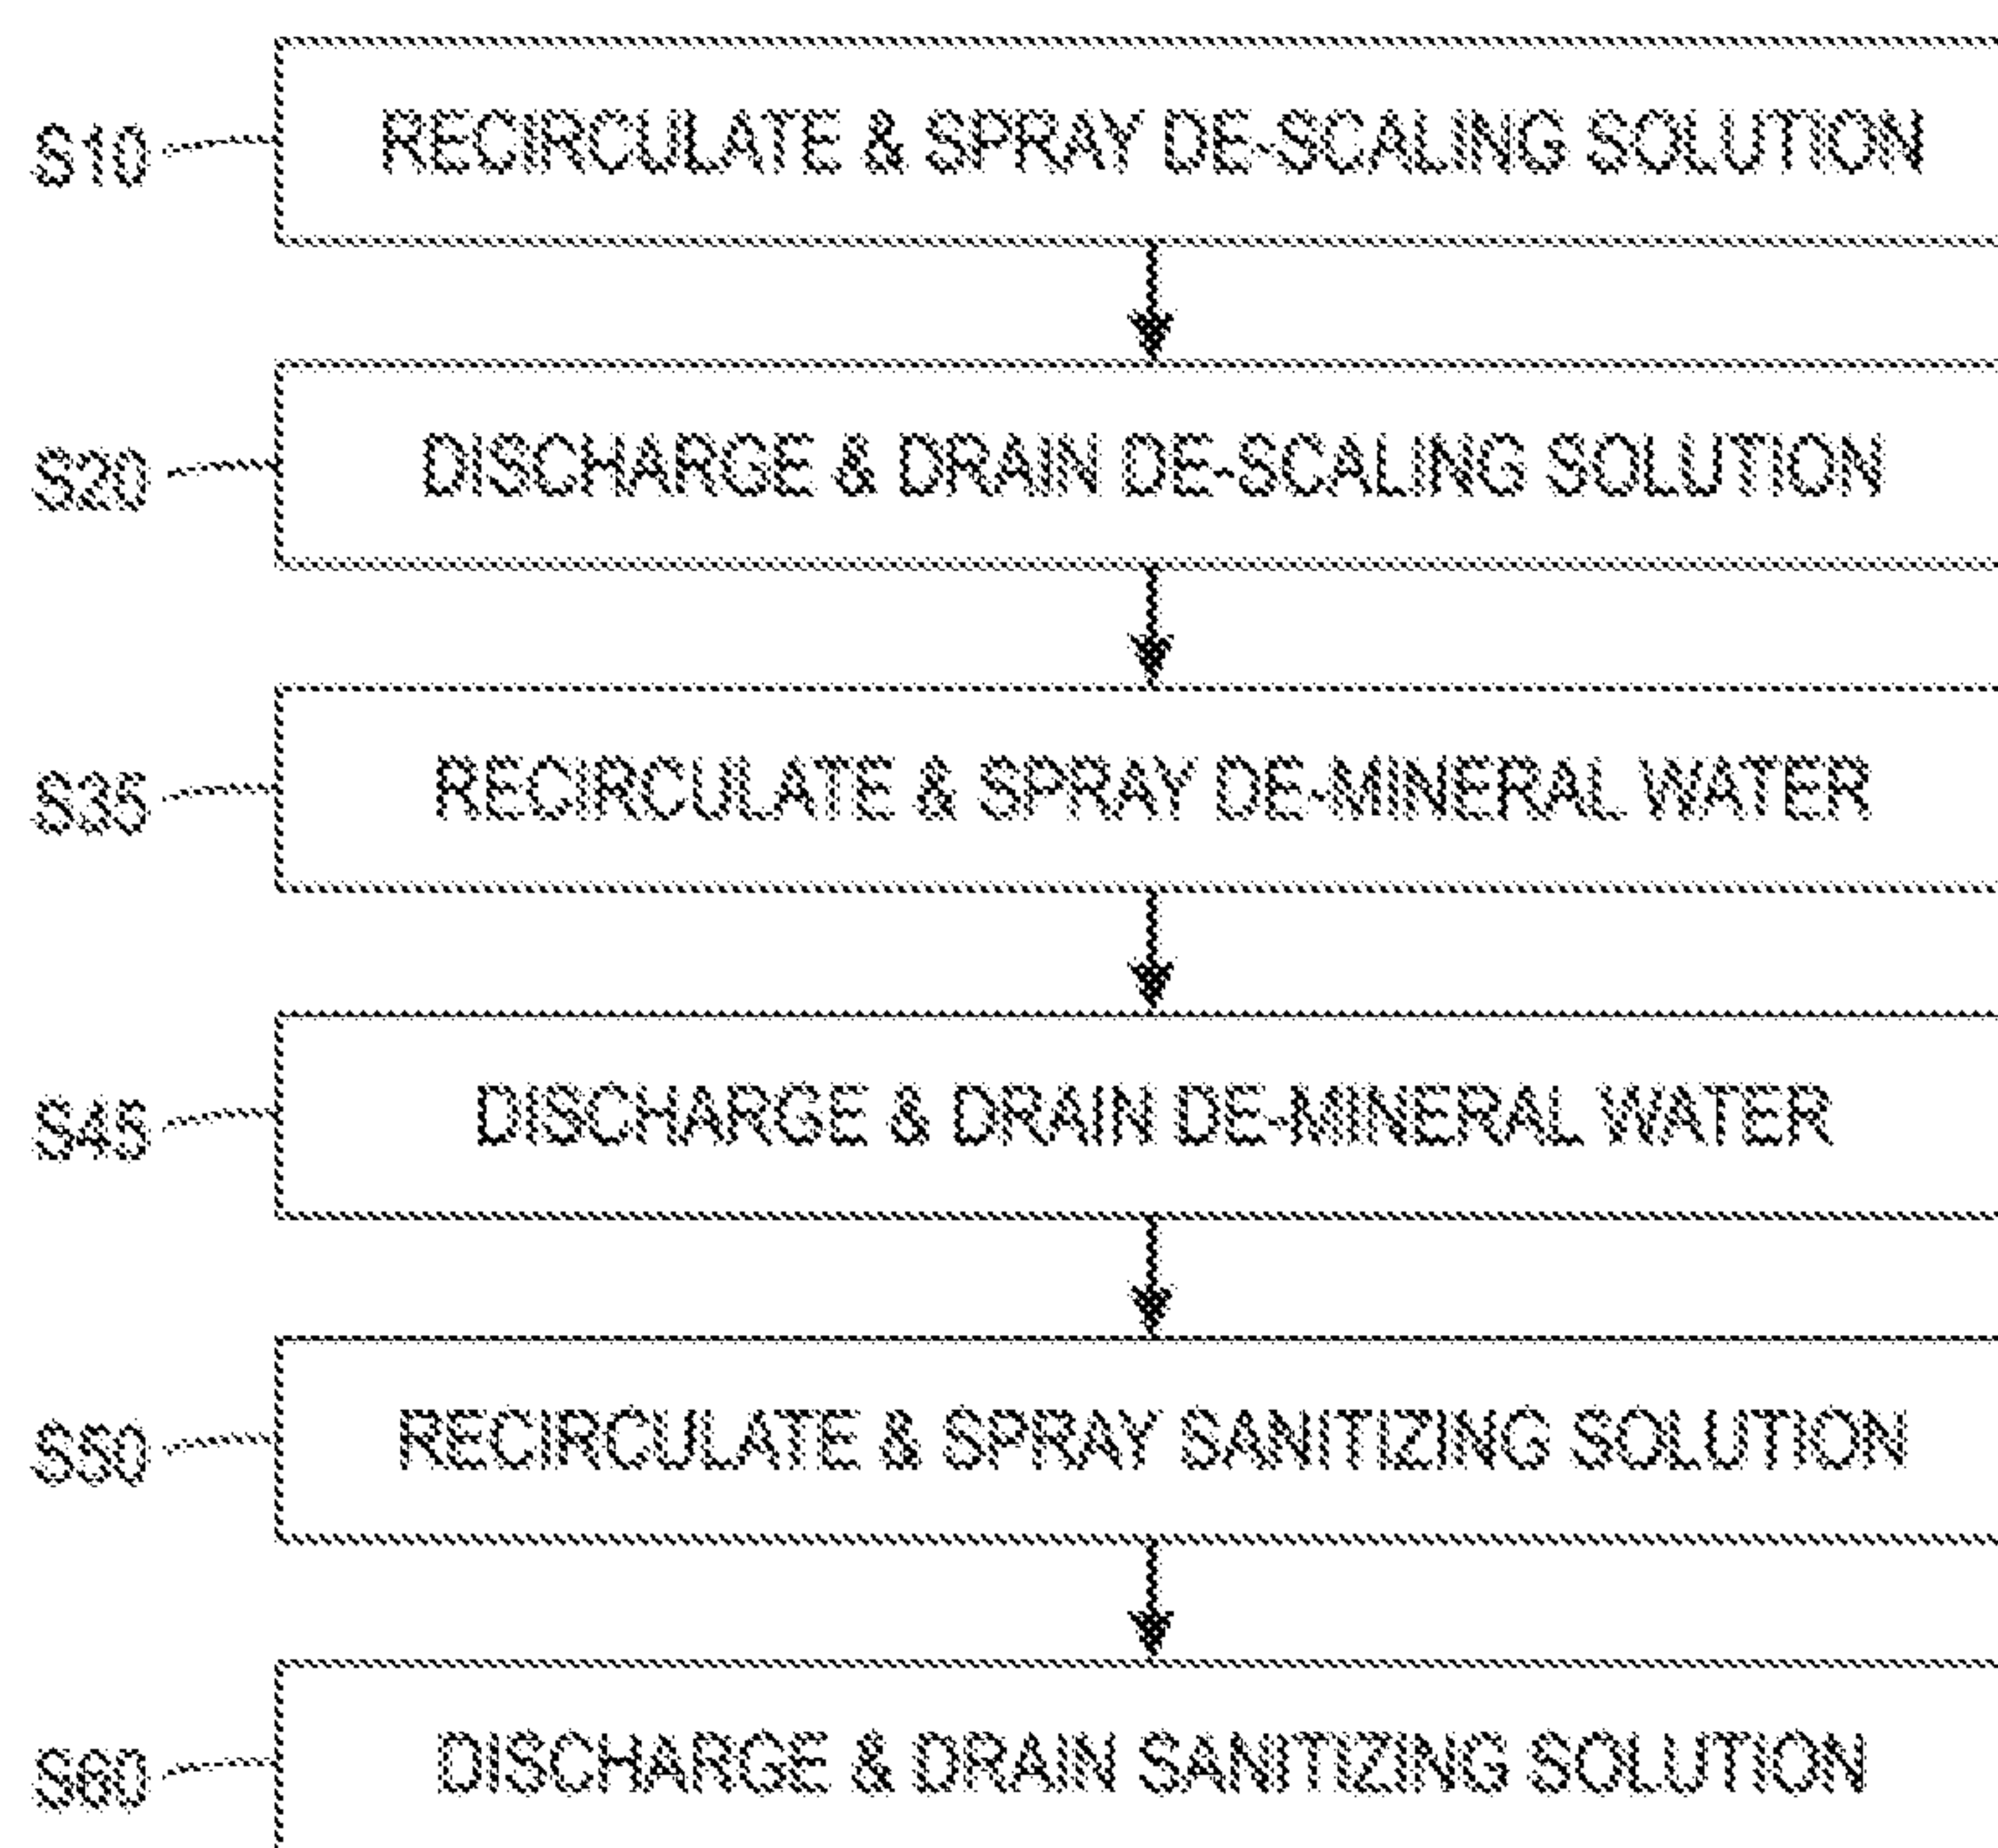 S10 RECIRCULATE & SPRAY DE-SCALING SOLUTION
S20 DISCHARGE & DRAIN DE-SCALING SOLUTION
S35 RECIRCULATE & SPRAY DE-MINERAL WATER
S45 DISCHARGE & DRAIN DE-MINERAL WATER
S50 RECIRCULATE & SPRAY SANITIZING SOLUTION
S60 DISCHARGE & DRAIN SANITIZING SOLUTION